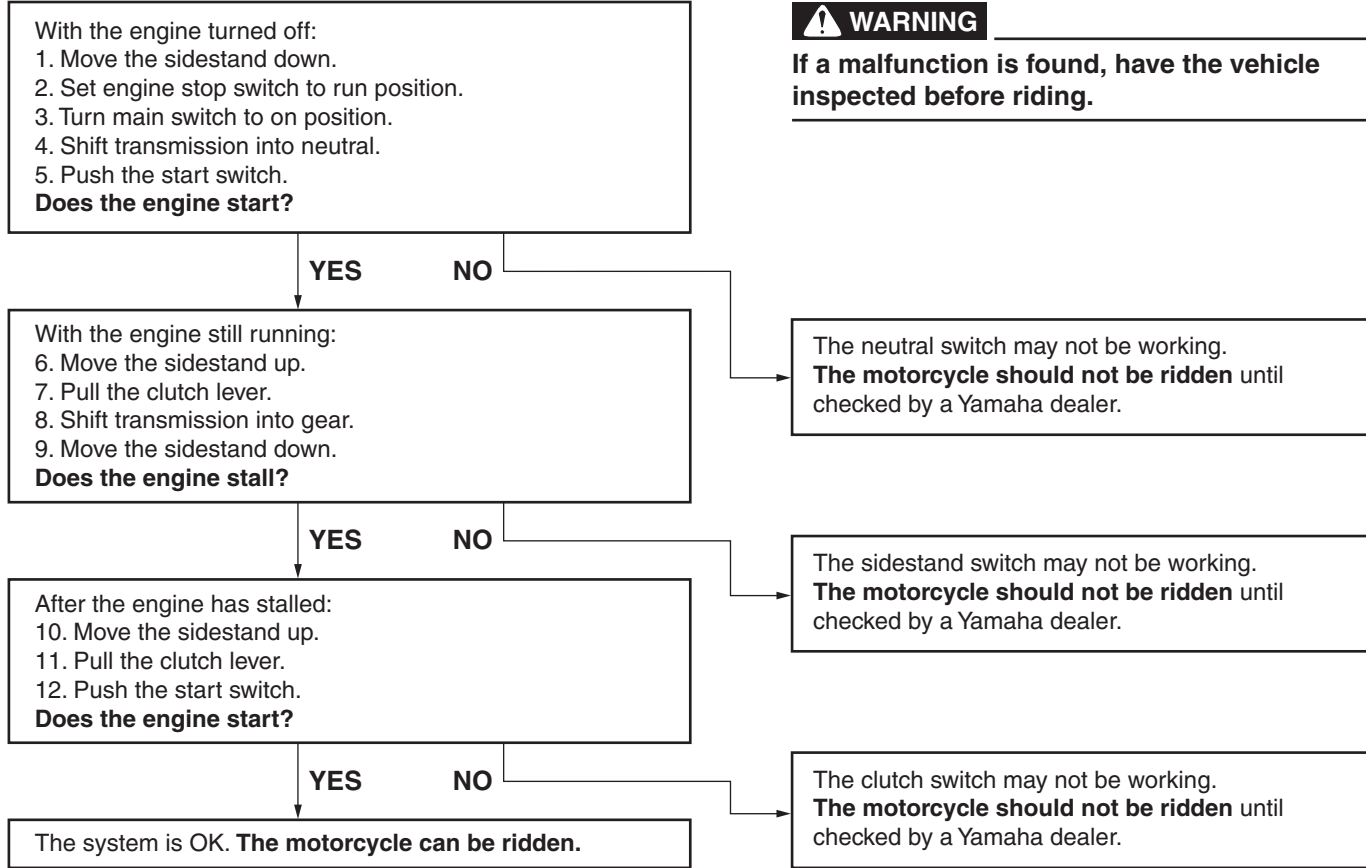 With the engine turned off:
1. Move the sidestand down.
2. Set engine stop switch to run position.
3. Turn main switch to on position.
4. Shift transmission into neutral.
5. Push the start switch.
Does the engine start?
WARNING
If a malfunction is found, have the vehicle
inspected before riding.
YES NO
The neutral switch may not be working.
The motorcycle should not be ridden until
checked by a Yamaha dealer.
With the engine still running:
6. Move the sidestand up.
7. Pull the clutch lever.
8. Shift transmission into gear.
9. Move the sidestand down.
Does the engine stall?
YES NO
The sidestand switch may not be working.
The motorcycle should not be ridden until
checked by a Yamaha dealer.
After the engine has stalled:
10. Move the sidestand up.
11. Pull the clutch lever.
12. Push the start switch.
Does the engine start?
YES NO
The clutch switch may not be working.
The motorcycle should not be ridden until
checked by a Yamaha dealer.
The system is OK. The motorcycle can be ridden.